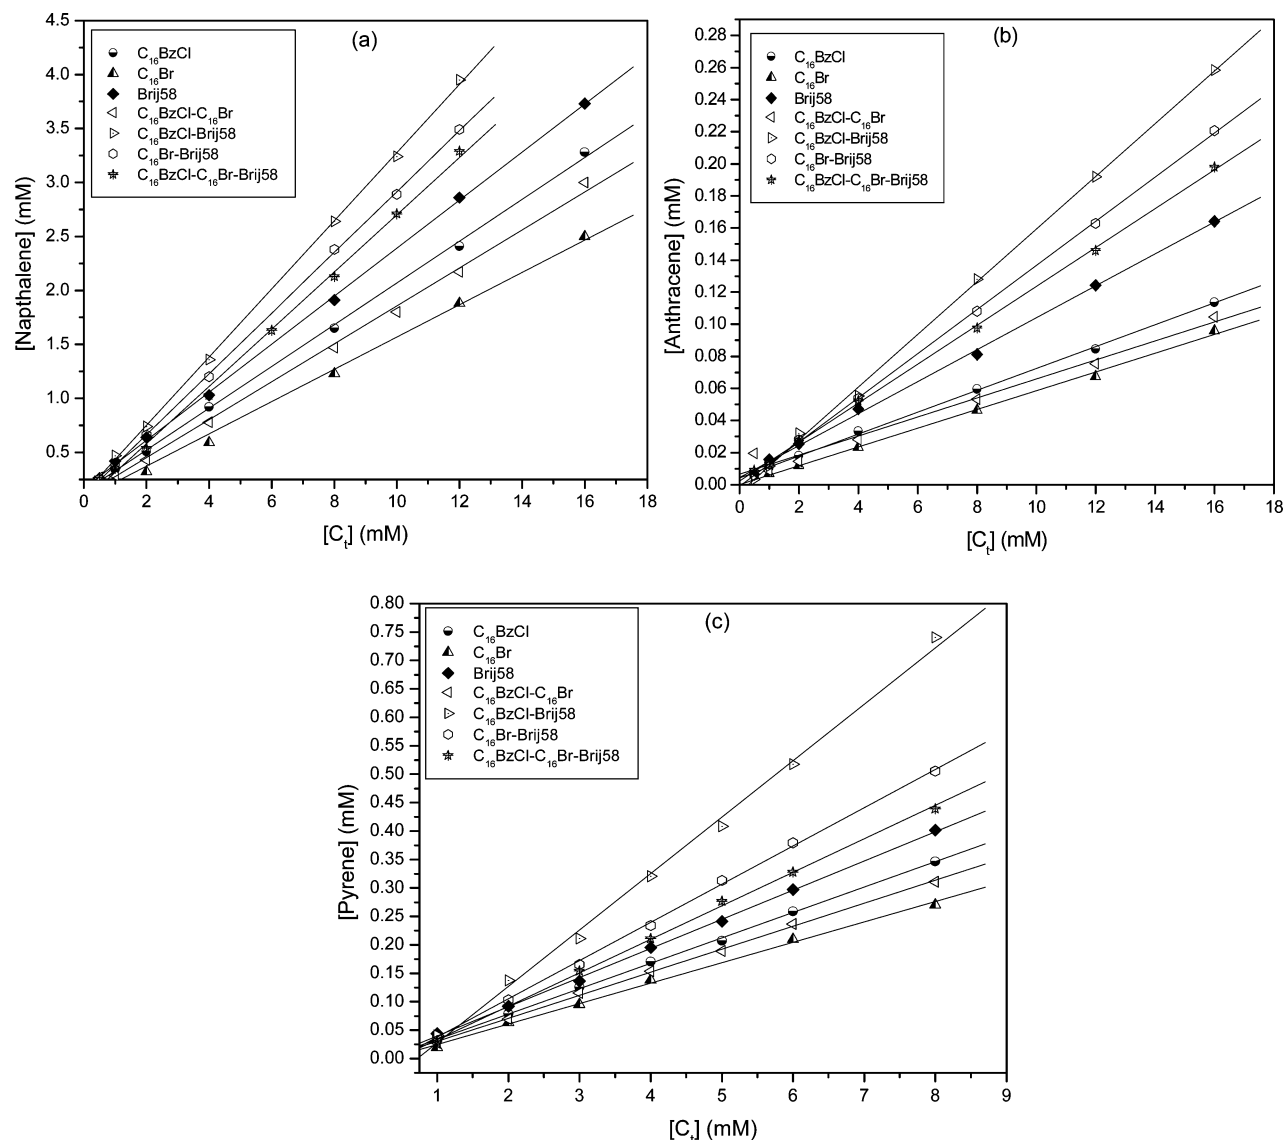 (a)
4.5
4.0
3.5
3.0
2.5
2.0
1.5
1.0
0.5
[Napthalene] (mM)
C₁₆BzCl
C₁₆Br
Brij58
C₁₆BzCl-C₁₆Br
C₁₆BzCl-Brij58
C₁₆Br-Brij58
C₁₆BzCl-C₁₆Br-Brij58
0 2 4 6 8 10 12 14 16 18
[Cₜ] (mM)
(b)
0.28
0.26
0.24
0.22
0.20
0.18
0.16
0.14
0.12
0.10
0.08
0.06
0.04
0.02
0.00
[Anthracene] (mM)
C₁₆BzCl
C₁₆Br
Brij58
C₁₆BzCl-C₁₆Br
C₁₆BzCl-Brij58
C₁₆Br-Brij58
C₁₆BzCl-C₁₆Br-Brij58
0 2 4 6 8 10 12 14 16 18
[Cₜ] (mM)
(c)
0.80
0.75
0.70
0.65
0.60
0.55
0.50
0.45
0.40
0.35
0.30
0.25
0.20
0.15
0.10
0.05
0.00
[Pyrene] (mM)
C₁₆BzCl
C₁₆Br
Brij58
C₁₆BzCl-C₁₆Br
C₁₆BzCl-Brij58
C₁₆Br-Brij58
C₁₆BzCl-C₁₆Br-Brij58
1 2 3 4 5 6 7 8 9
[Cₜ] (mM)